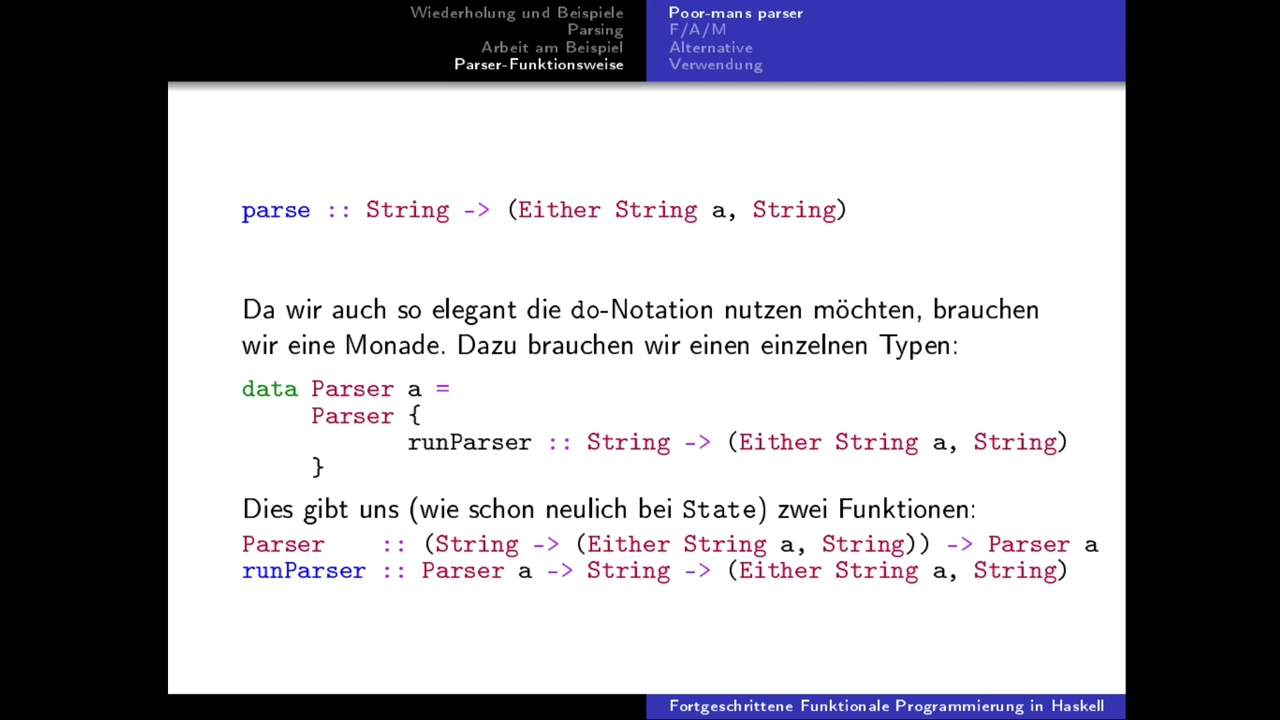 Wiederholung und Beispiele
Parsing
Arbeit am Beispiel
Parser-Funktionsweise
Poor-mans parser
F/A/M
Alternative
Verwendung
parse :: String -> (Either String a, String)
Da wir auch so elegant die do-Notation nutzen möchten, brauchen
wir eine Monade. Dazu brauchen wir einen einzelnen Typen:
data Parser a =
Parser {
runParser :: String -> (Either String a, String)
}
Dies gibt uns (wie schon neulich bei State) zwei Funktionen:
Parser :: (String -> (Either String a, String)) -> Parser a
runParser :: Parser a -> String -> (Either String a, String)
Fortgeschrittene Funktionale Programmierung in Haskell